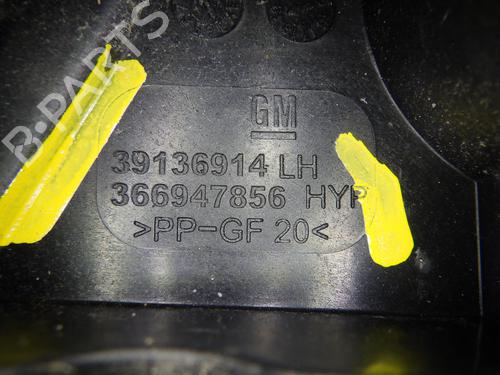 B-PARTS
GM
39136914 LH
366947856 HYP
>PP-GF 20<